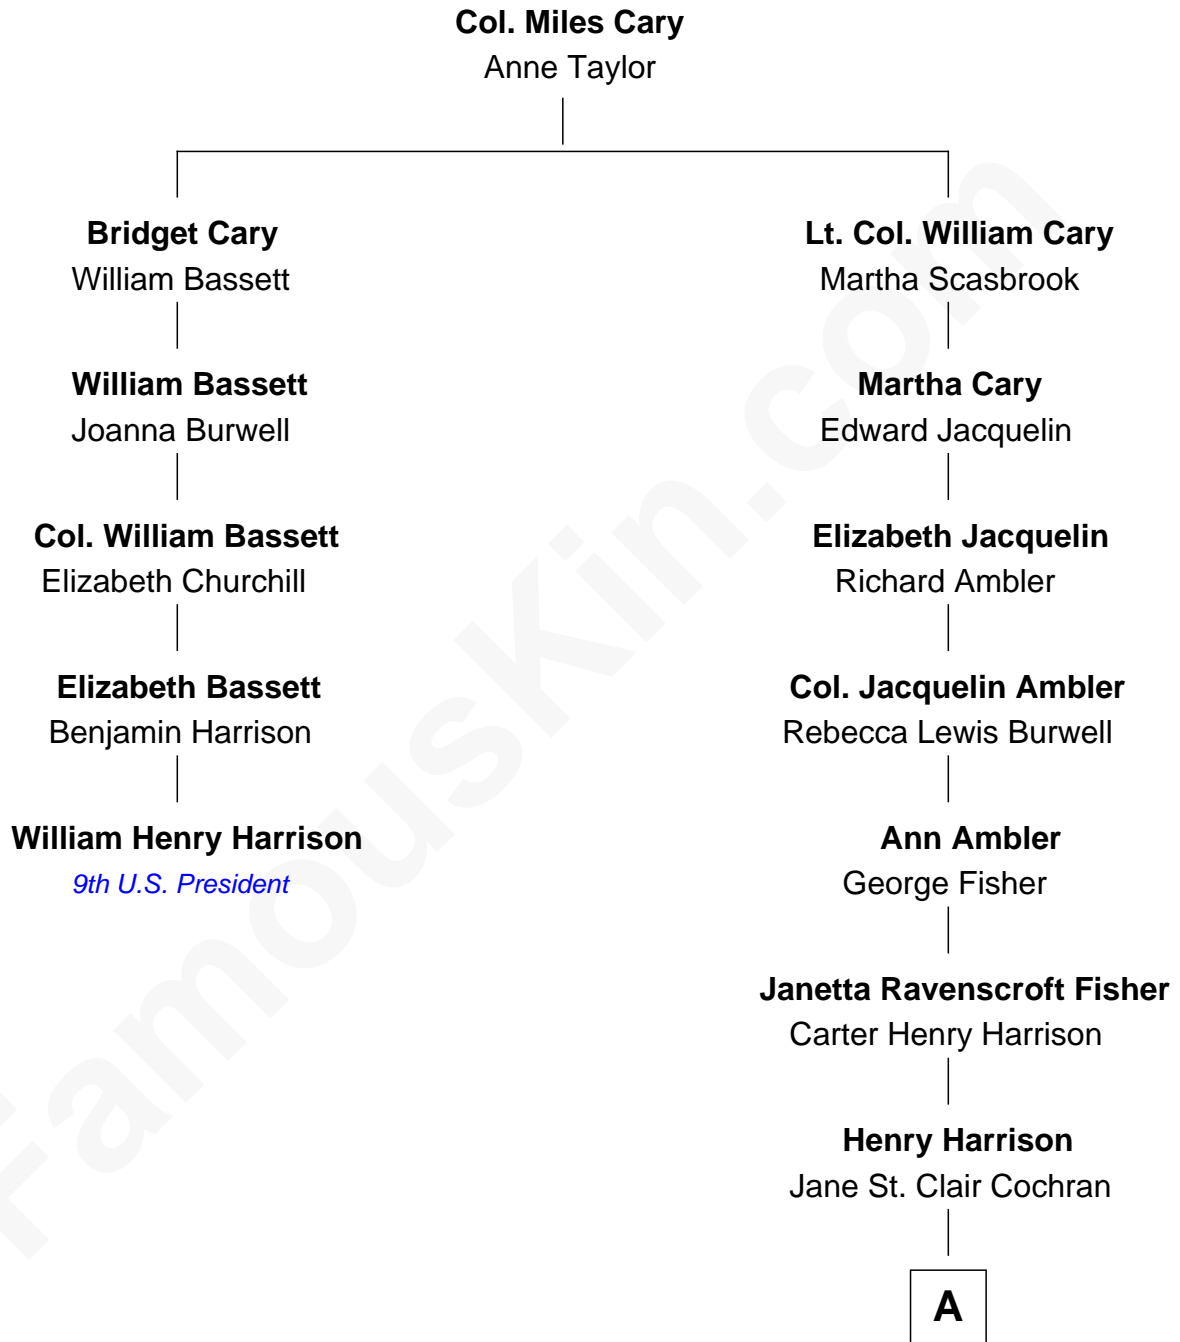 Col. Miles Cary
Anne Taylor
Bridget Cary
William Bassett
William Bassett
Joanna Burwell
Col. William Bassett
Elizabeth Churchill
Elizabeth Bassett
Benjamin Harrison
William Henry Harrison
9th U.S. President
Lt. Col. William Cary
Martha Scasbrook
Martha Cary
Edward Jacquelin
Elizabeth Jacquelin
Richard Ambler
Col. Jacquelin Ambler
Rebecca Lewis Burwell
Ann Ambler
George Fisher
Janetta Ravenscroft Fisher
Carter Henry Harrison
Henry Harrison
Jane St. Clair Cochran
A
FamousKin.com